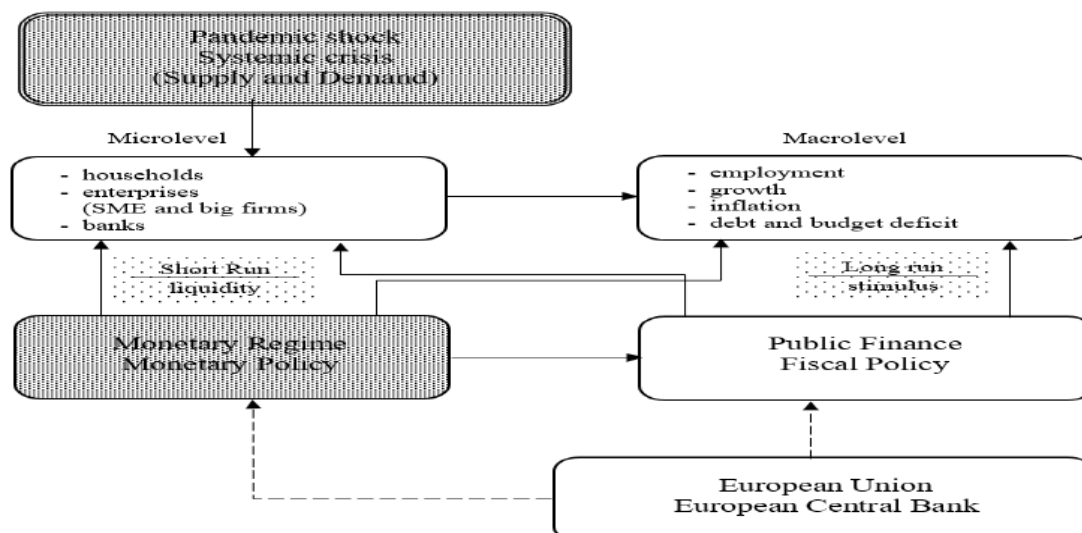 Pandemic shock
Systemic crisis
(Supply and Demand)
Microlevel
Macrolevel
- households
- enterprises
(SME and big firms)
- banks
- employment
- growth
- inflation
- debt and budget deficit
Short Run
liquidity
Long run
stimulus
Monetary Regime
Monetary Policy
Public Finance
Fiscal Policy
European Union
European Central Bank